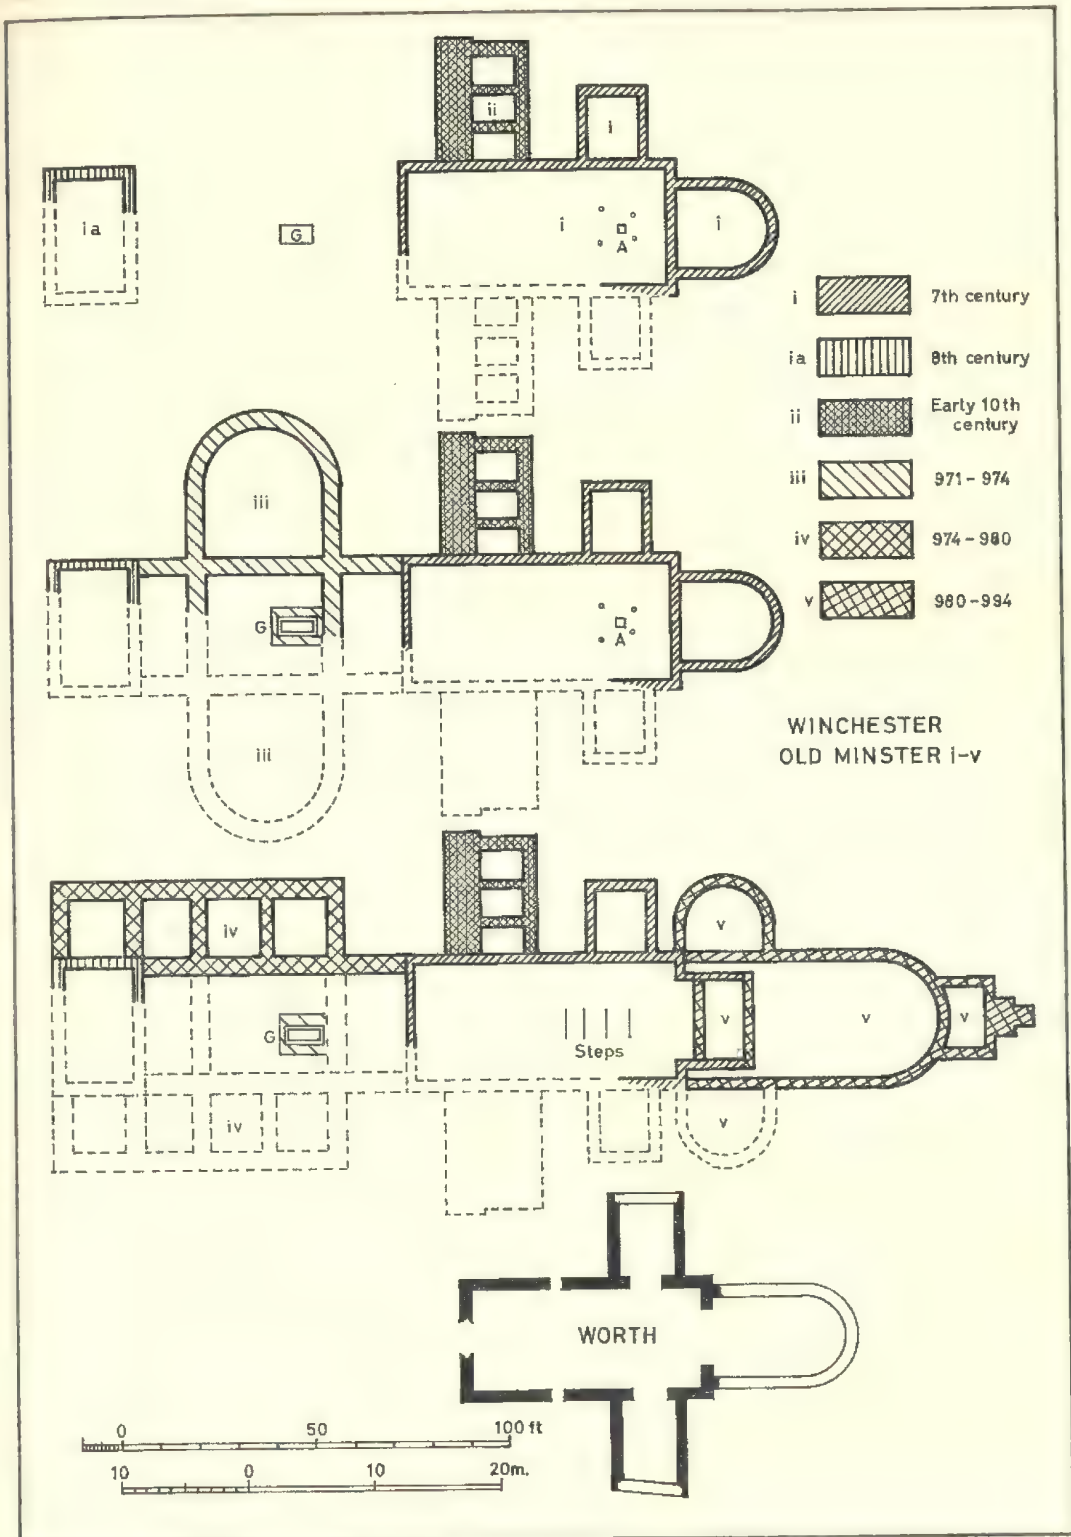 ii
i
ia
G
i
A
i
i 7th century
ia 8th century
ii Early 10th
century
iii 971-974
iv 974-980
v 980-994
iii
G
A
iii
WINCHESTER
OLD MINSTER i-v
iv
v
G
Steps
v
v
v
iv
v
WORTH
0 50 100 ft
10 0 10 20m.